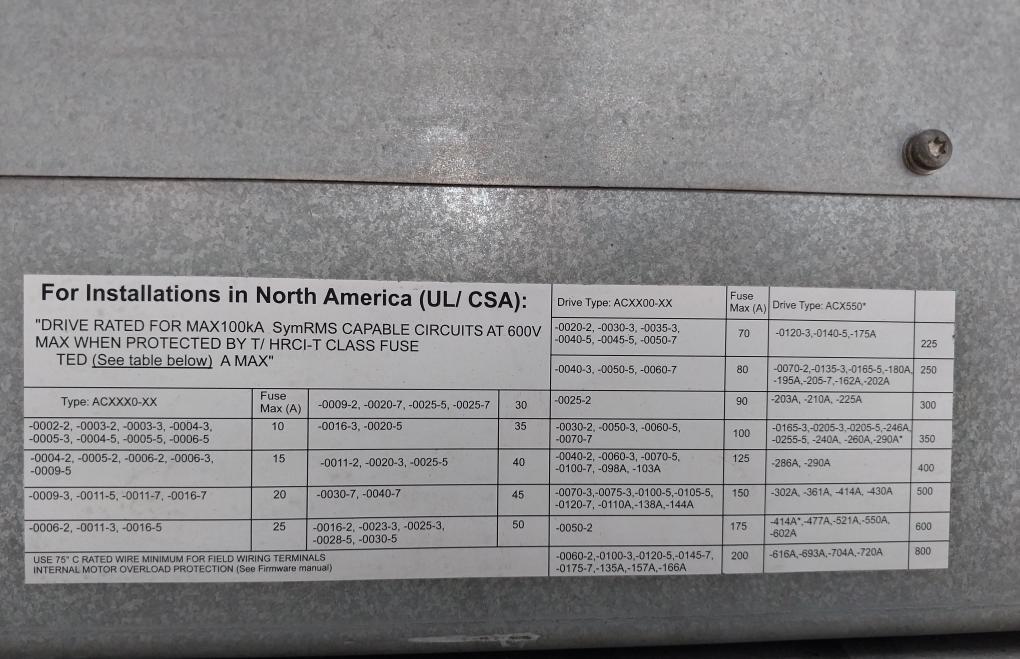 For Installations in North America (UL/ CSA):
"DRIVE RATED FOR MAX100kA SymRMS CAPABLE CIRCUITS AT 600V
MAX WHEN PROTECTED BY T/ HRCI-T CLASS FUSE
TED (See table below) A MAX"
Type: ACXXX0-XX
Fuse
Max (A)
-0009-2, -0020-7, -0025-5, -0025-7
30
-0002-2, -0003-2, -0003-3, -0004-3,
-0005-3, -0004-5, -0005-5, -0006-5
10
-0016-3, -0020-5
35
-0004-2, -0005-2, -0006-2, -0006-3,
-0009-5
15
-0011-2, -0020-3, -0025-5
40
-0009-3, -0011-5, -0011-7, -0016-7
20
-0030-7, -0040-7
45
-0006-2, -0011-3, -0016-5
25
-0016-2, -0023-3, -0025-3,
-0028-5, -0030-5
50
USE 75° C RATED WIRE MINIMUM FOR FIELD WIRING TERMINALS
INTERNAL MOTOR OVERLOAD PROTECTION (See Firmware manual)
Drive Type: ACXX00-XX
Fuse
Max (A)
Drive Type: ACX550*
-0020-2, -0030-3, -0035-3,
-0040-5, -0045-5, -0050-7
70
-0120-3,-0140-5,-175A
225
-0040-3, -0050-5, -0060-7
80
-0070-2,-0135-3,-0165-5,-180A,
-195A,-205-7,-162A,-202A
250
-0025-2
90
-203A, -210A, -225A
300
-0030-2, -0050-3, -0060-5,
-0070-7
100
-0165-3,-0205-3,-0205-5,-246A,
-0255-5, -240A, -260A,-290A*
350
-0040-2, -0060-3, -0070-5,
-0100-7, -098A, -103A
125
-286A, -290A
400
-0070-3,-0075-3,-0100-5,-0105-5,
-0120-7, -0110A,-138A,-144A
150
-302A, -361A, -414A, -430A
500
-0050-2
175
-414A*,-477A,-521A,-550A,
-602A
600
-0060-2,-0100-3,-0120-5,-0145-7,
-0175-7,-135A,-157A,-166A
200
-616A,-693A,-704A,-720A
800